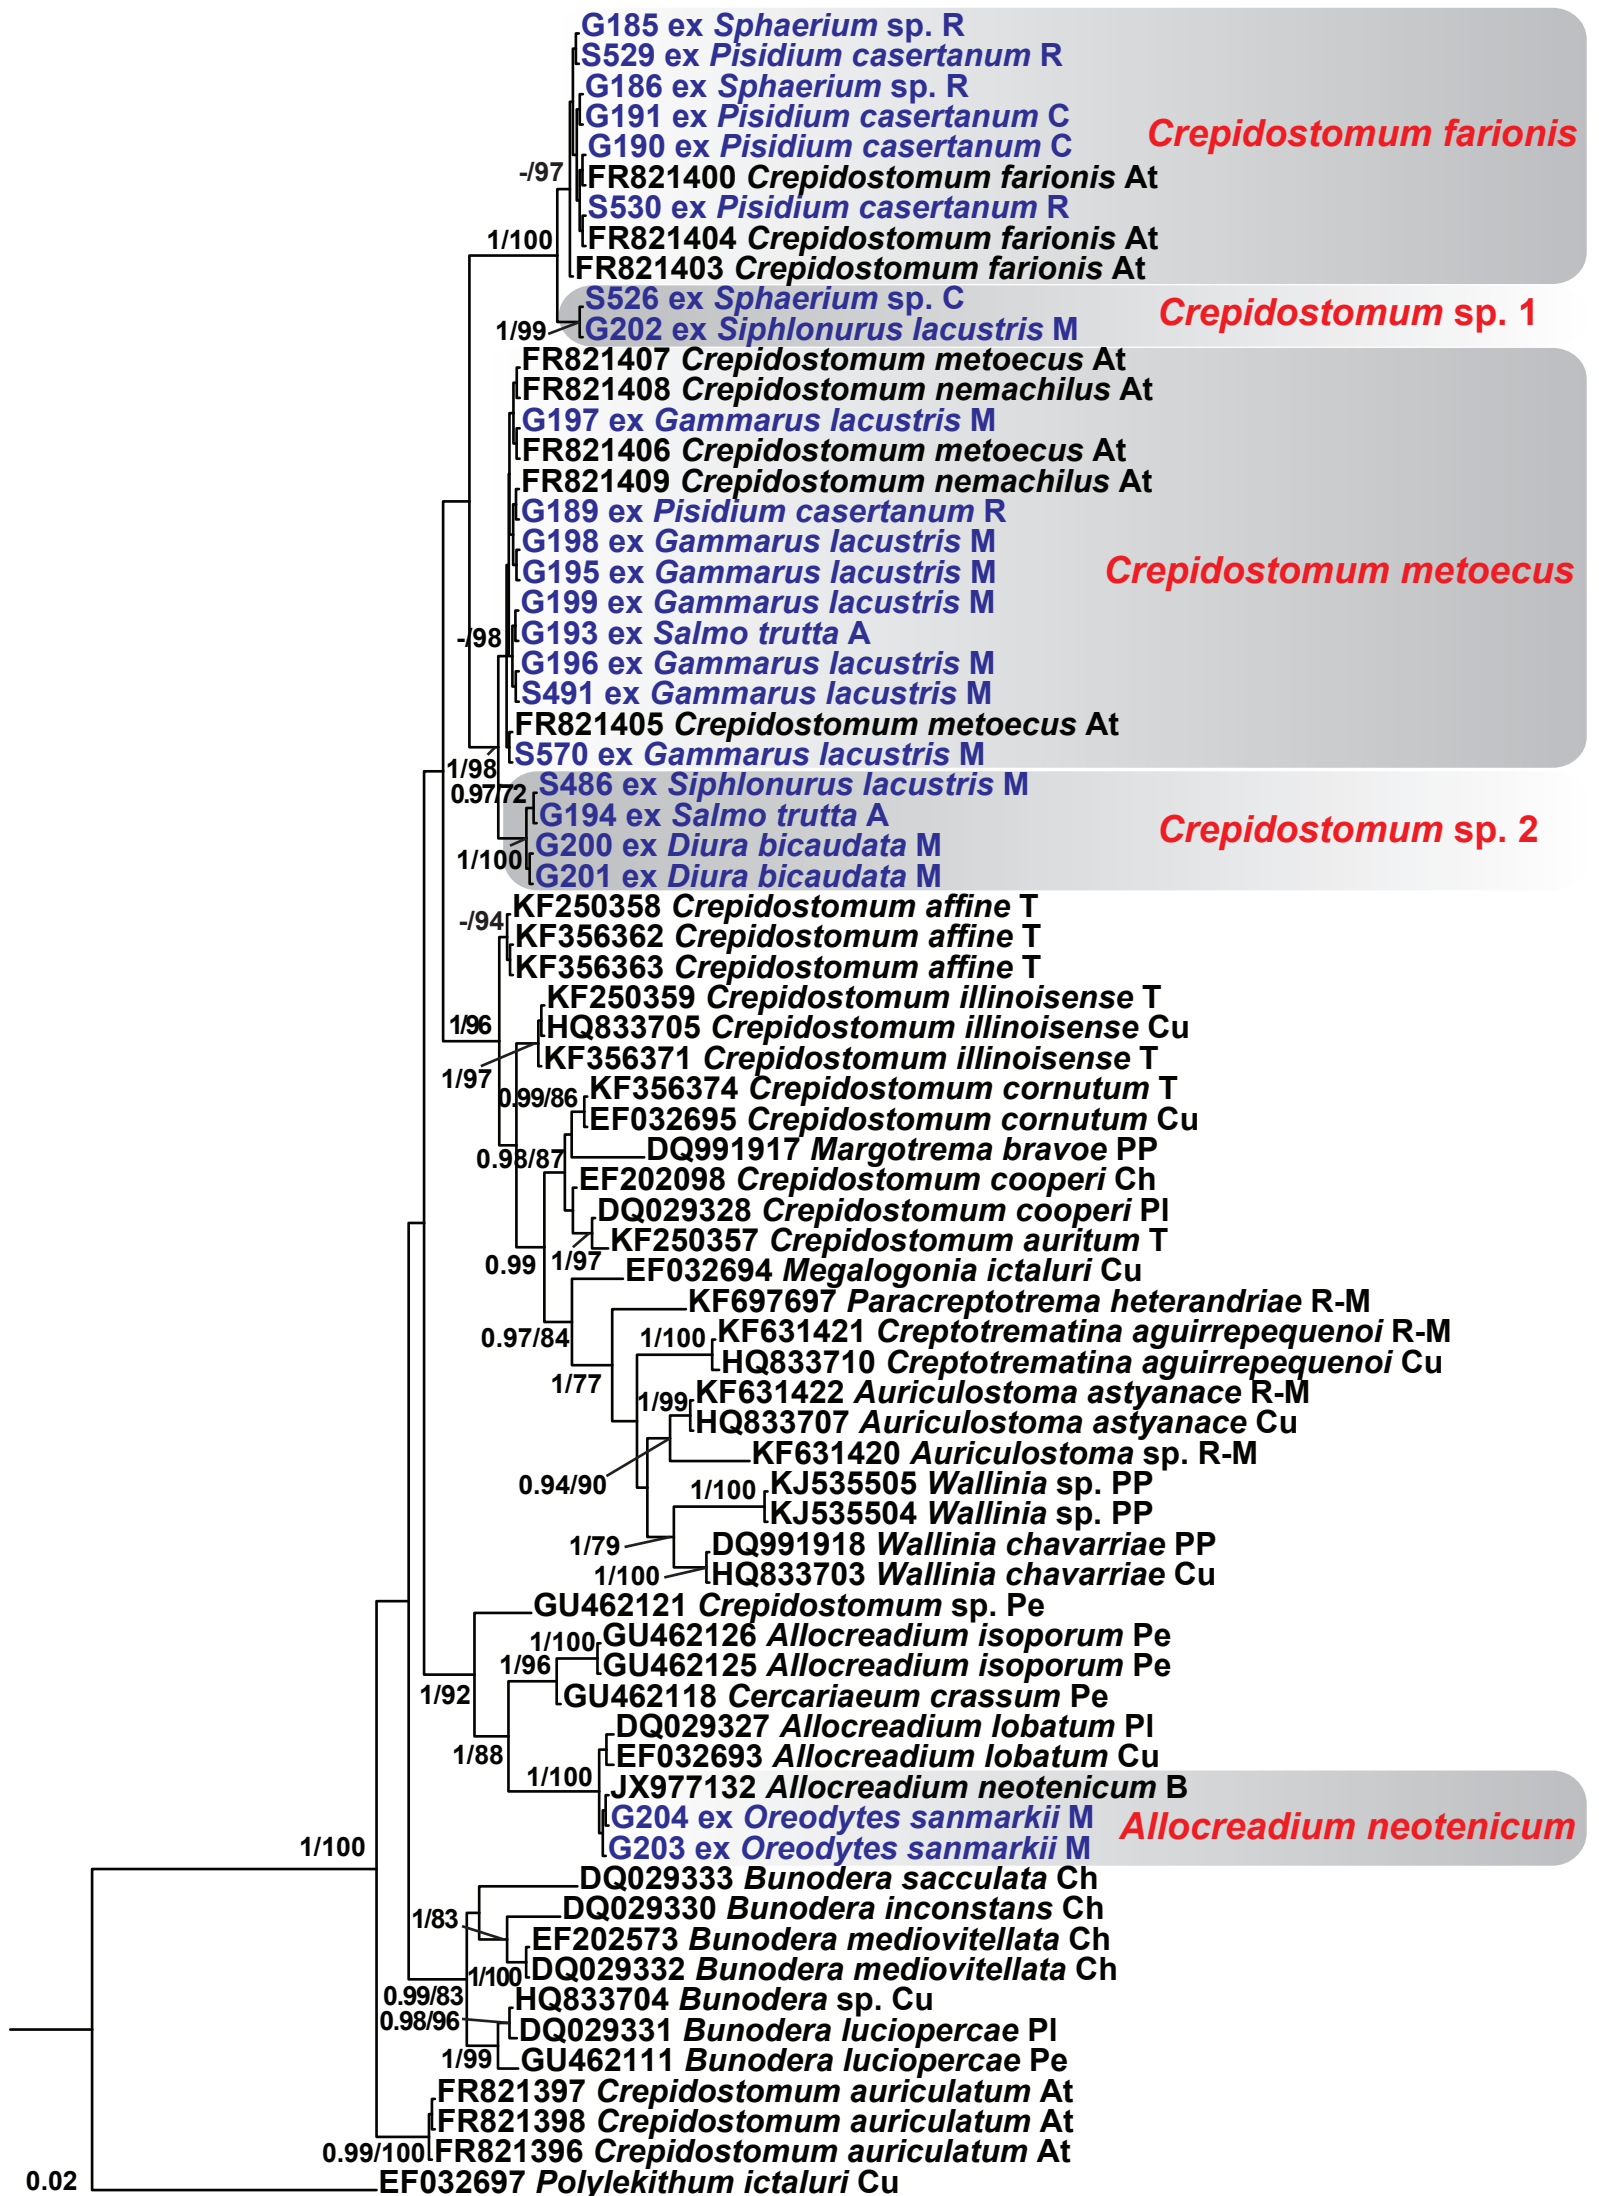 G185 ex Sphaerium sp. R
S529 ex Pisidium casertanum R
G186 ex Sphaerium sp. R
G191 ex Pisidium casertanum C
Crepidostomum farionis
G190 ex Pisidium casertanum C
-/97
FR821400 Crepidostomum farionis At
S530 ex Pisidium casertanum R
1/100
FR821404 Crepidostomum farionis At
FR821403 Crepidostomum farionis At
S526 ex Sphaerium sp. C
Crepidostomum sp. 1
1/99
G202 ex Siphlonurus lacustris M
FR821407 Crepidostomum metoecus At
FR821408 Crepidostomum nemachilus At
G197 ex Gammarus lacustris M
FR821406 Crepidostomum metoecus At
FR821409 Crepidostomum nemachilus At
G189 ex Pisidium casertanum R
G198 ex Gammarus lacustris M
G195 ex Gammarus lacustris M
Crepidostomum metoecus
G199 ex Gammarus lacustris M
-/98
G193 ex Salmo trutta A
G196 ex Gammarus lacustris M
S491 ex Gammarus lacustris M
FR821405 Crepidostomum metoecus At
S570 ex Gammarus lacustris M
1/98
S486 ex Siphlonurus lacustris M
0.97/72
G194 ex Salmo trutta A
Crepidostomum sp. 2
G200 ex Diura bicaudata M
1/100
G201 ex Diura bicaudata M
KF250358 Crepidostomum affine T
-/94
KF356362 Crepidostomum affine T
KF356363 Crepidostomum affine T
KF250359 Crepidostomum illinoisense T
1/96
HQ833705 Crepidostomum illinoisense Cu
KF356371 Crepidostomum illinoisense T
1/97
KF356374 Crepidostomum cornutum T
0.99/86
EF032695 Crepidostomum cornutum Cu
DQ991917 Margotrema bravoe PP
0.98/87
EF202098 Crepidostomum cooperi Ch
DQ029328 Crepidostomum cooperi Pl
KF250357 Crepidostomum auritum T
0.99
1/97
EF032694 Megalogonia ictaluri Cu
KF697697 Paracreptotrema heterandriae R-M
0.97/84
1/100
KF631421 Creptotrematina aguirrepequenoi R-M
HQ833710 Creptotrematina aguirrepequenoi Cu
1/77
KF631422 Auriculostoma astyanace R-M
1/99
HQ833707 Auriculostoma astyanace Cu
KF631420 Auriculostoma sp. R-M
0.94/90
1/100
KJ535505 Wallinia sp. PP
KJ535504 Wallinia sp. PP
1/79
DQ991918 Wallinia chavarriae PP
1/100
HQ833703 Wallinia chavarriae Cu
GU462121 Crepidostomum sp. Pe
1/100
GU462126 Allocreadium isoporum Pe
1/96
GU462125 Allocreadium isoporum Pe
1/92
GU462118 Cercariaeum crassum Pe
DQ029327 Allocreadium lobatum Pl
1/88
EF032693 Allocreadium lobatum Cu
1/100
JX977132 Allocreadium neotenicum B
G204 ex Oreodytes sanmarkii M
Allocreadium neotenicum
1/100
G203 ex Oreodytes sanmarkii M
DQ029333 Bunodera sacculata Ch
DQ029330 Bunodera inconstans Ch
1/83
EF202573 Bunodera mediovitellata Ch
1/100
DQ029332 Bunodera mediovitellata Ch
0.99/83
HQ833704 Bunodera sp. Cu
0.98/96
DQ029331 Bunodera luciopercae Pl
1/99
GU462111 Bunodera luciopercae Pe
FR821397 Crepidostomum auriculatum At
FR821398 Crepidostomum auriculatum At
0.99/100
FR821396 Crepidostomum auriculatum At
0.02
EF032697 Polylekithum ictaluri Cu